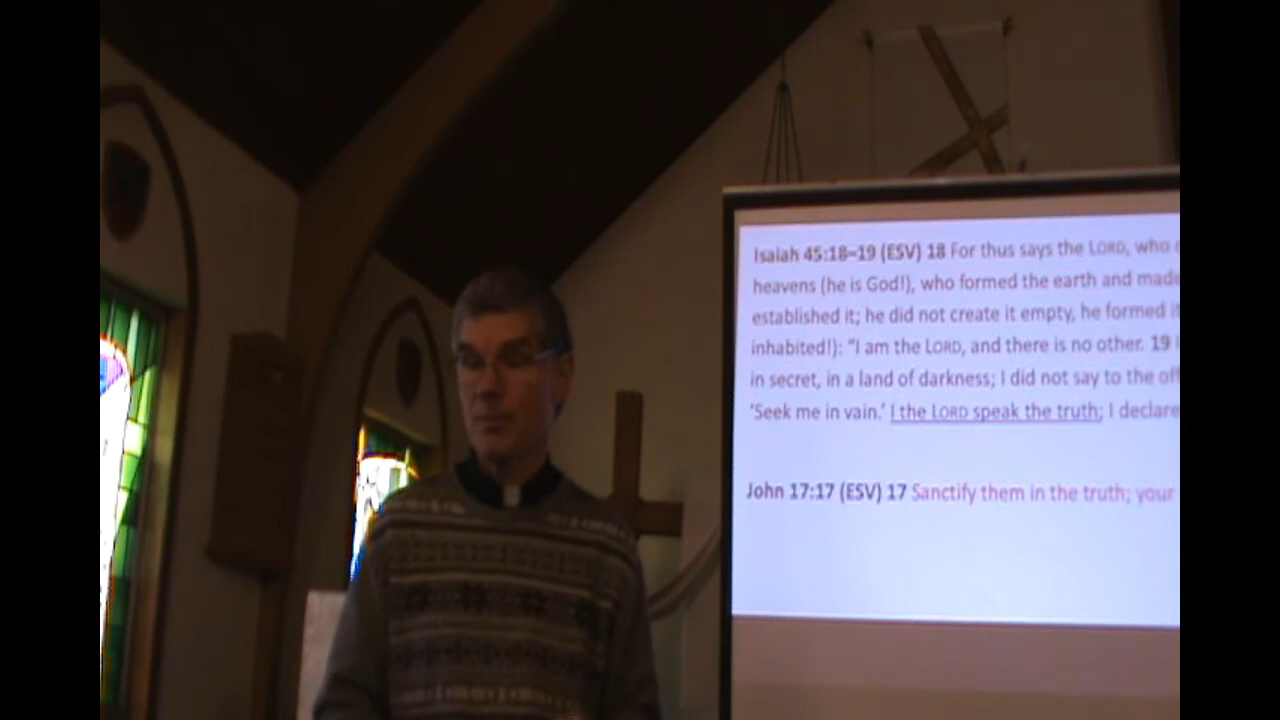 Isaiah 45:18–19 (ESV) 18 For thus says the LORD, who
heavens (he is God!), who formed the earth and made
established it; he did not create it empty, he formed it
inhabited!): “I am the LORD, and there is no other. 19 I
in secret, in a land of darkness; I did not say to the
‘Seek me in vain.’ I the LORD speak the truth; I declare
John 17:17 (ESV) 17 Sanctify them in the truth; your